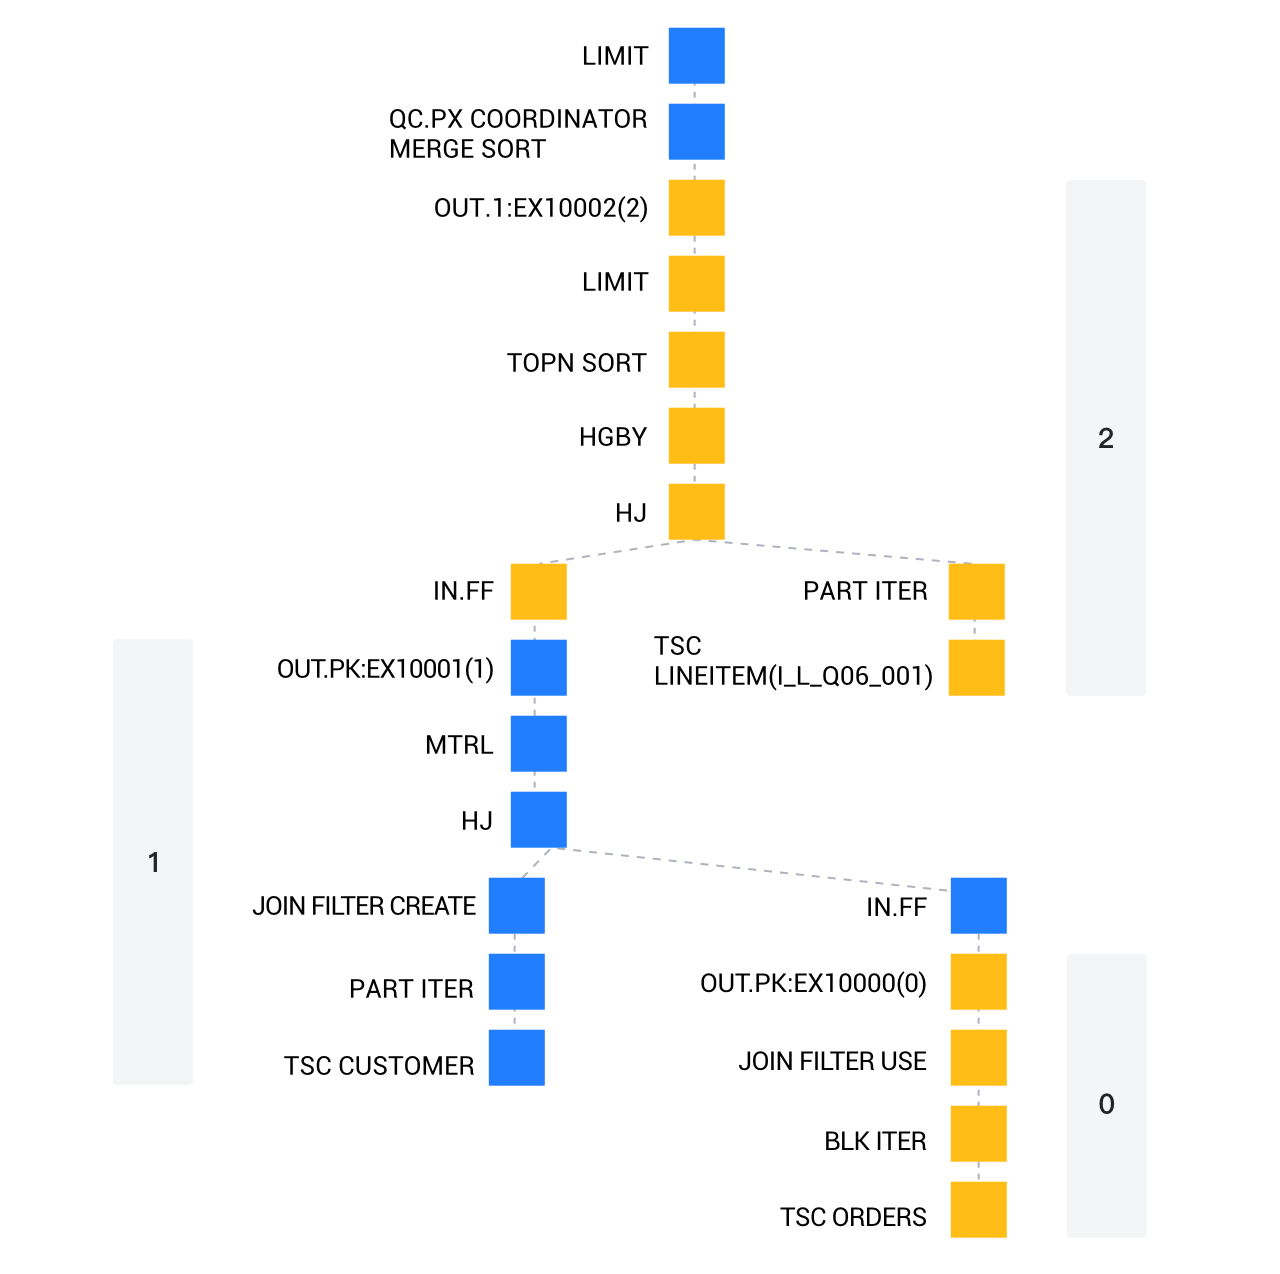 LIMIT
QC.PX COORDINATOR
MERGE SORT
OUT.1:EX10002(2)
LIMIT
TOPN SORT
2
HGBY
HJ
IN.FF
PART ITER
TSC
LINEITEM(I_L_Q06_001)
OUT.PK:EX10001(1)
MTRL
HJ
1
JOIN FILTER CREATE
IN.FF
PART ITER
OUT.PK:EX10000(0)
TSC CUSTOMER
JOIN FILTER USE
0
BLK ITER
TSC ORDERS